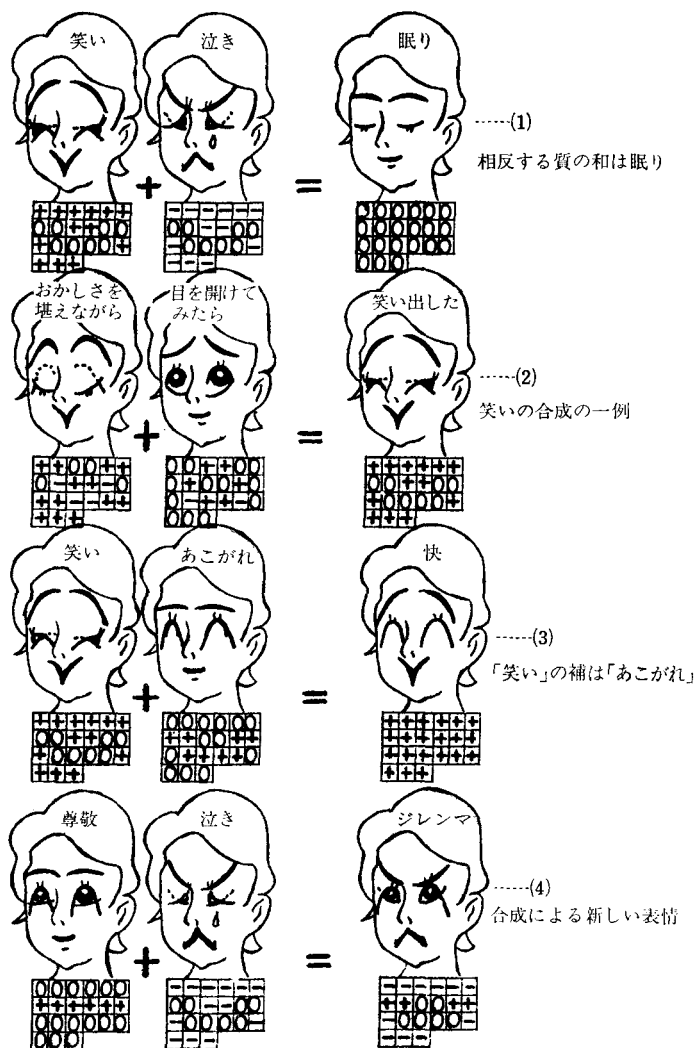 笑い
+
泣き
=
眠り
……(1)
相反する質の和は眠り
おかしさを
堪えながら
+
目を開けて
みたら
=
笑い出した
……(2)
笑いの合成の一例
笑い
+
あこがれ
=
快
……(3)
「笑い」の補は「あこがれ」
尊敬
+
泣き
=
ジレンマ
……(4)
合成による新しい表情